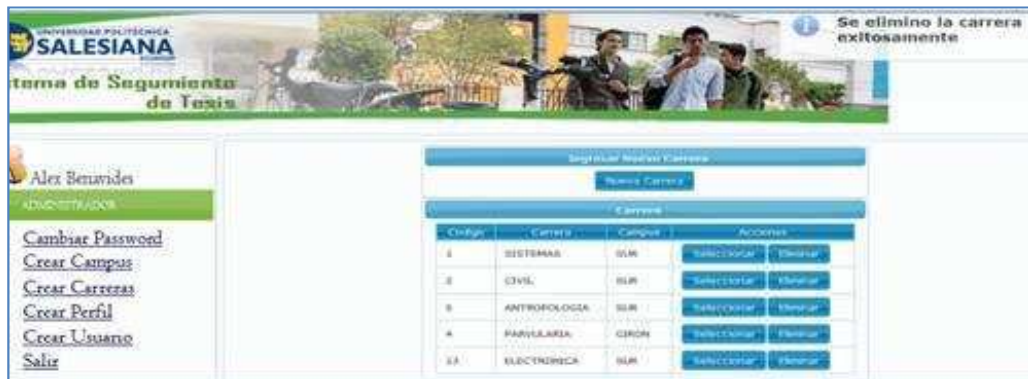 UNIVERSIDAD POLITÉCNICA
SALESIANA
ECUADOR
Se elimino la carrera
exitosamente
tema de Segumiento
de Tesis
Alex Benavides
ADMINISTRADOR
Cambiar Password
Crear Campus
Crear Carreras
Crear Perfil
Crear Usuario
Salir
Ingresar Nueva Carrera
Nueva Carrera
Carrera
Código Carrera Campus Acciones
1 SISTEMAS SUR Seleccionar Eliminar
2 CIVIL SUR Seleccionar Eliminar
ANTROPOLOGIA SUR Seleccionar Eliminar
4 PARVULARIA GIRON Seleccionar Eliminar
13 ELECTRONICA SUR Seleccionar Eliminar